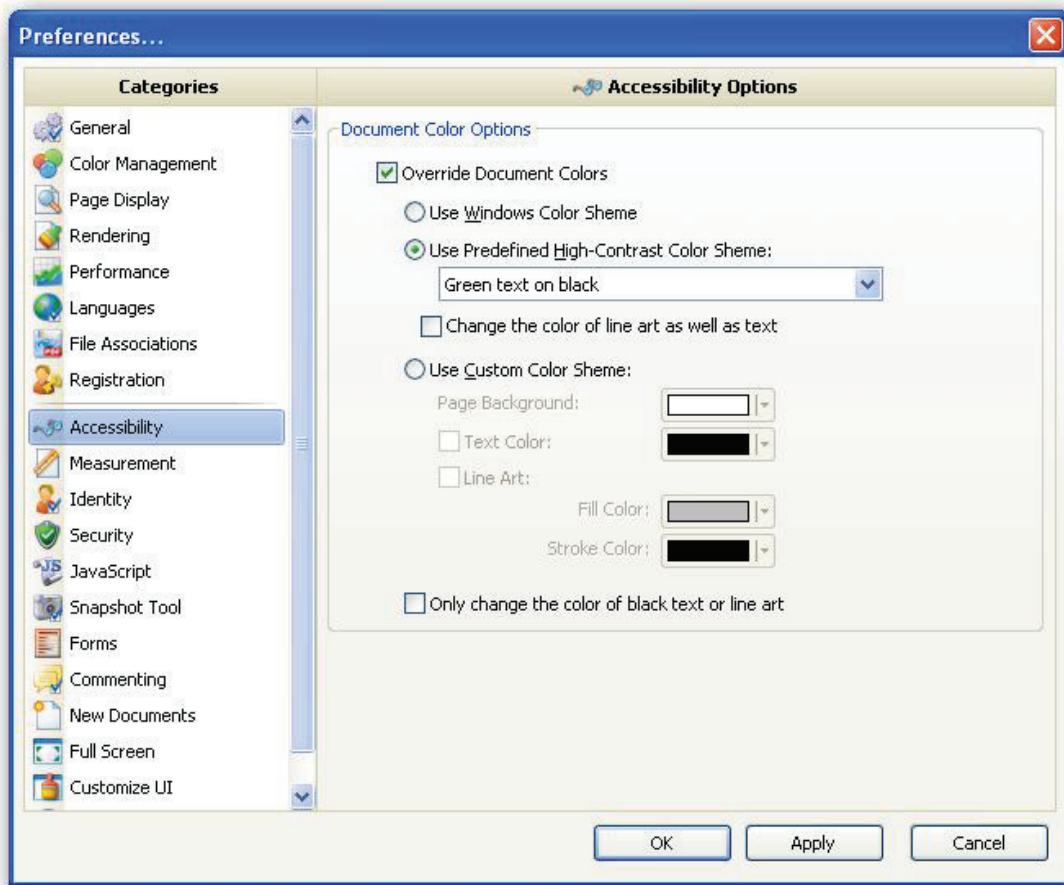 Preferences...
Categories
General
Color Management
Page Display
Rendering
Performance
Languages
File Associations
Registration
Accessibility
Measurement
Identity
Security
JavaScript
Snapshot Tool
Forms
Commenting
New Documents
Full Screen
Customize UI
Accessibility Options
Document Color Options
Override Document Colors
Use Windows Color Sheme
Use Predefined High-Contrast Color Sheme:
Green text on black
Change the color of line art as well as text
Use Custom Color Sheme:
Page Background:
Text Color:
Line Art:
Fill Color:
Stroke Color:
Only change the color of black text or line art
OK
Apply
Cancel